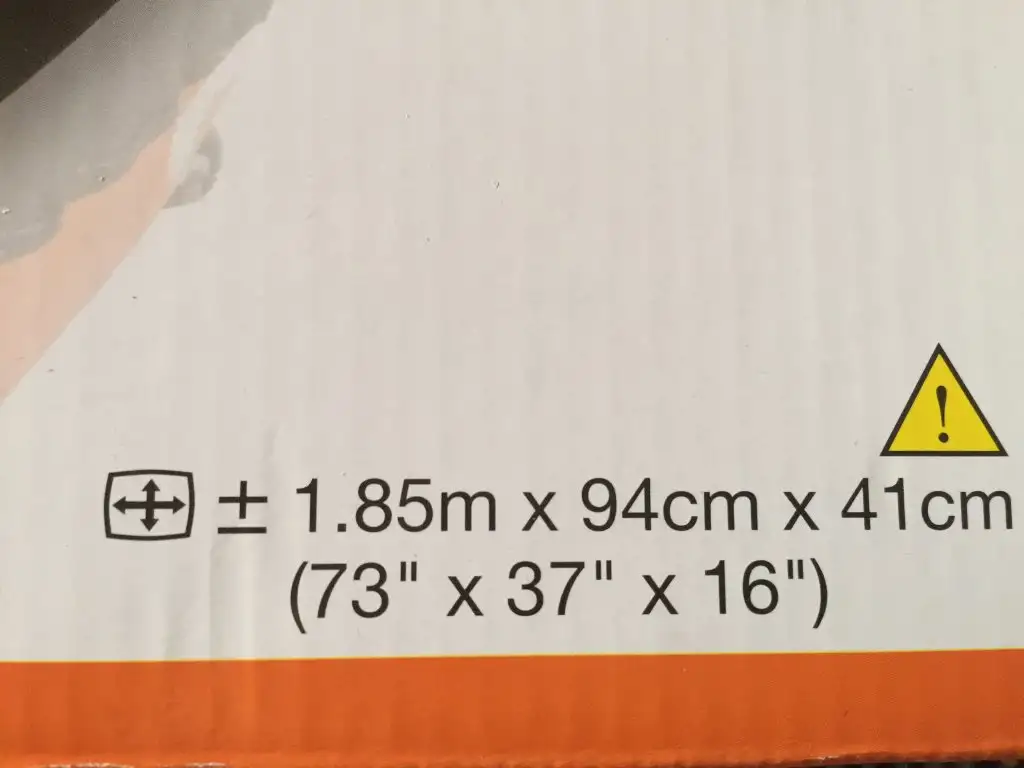 ± 1.85m x 94cm x 41cm
(73" x 37" x 16")